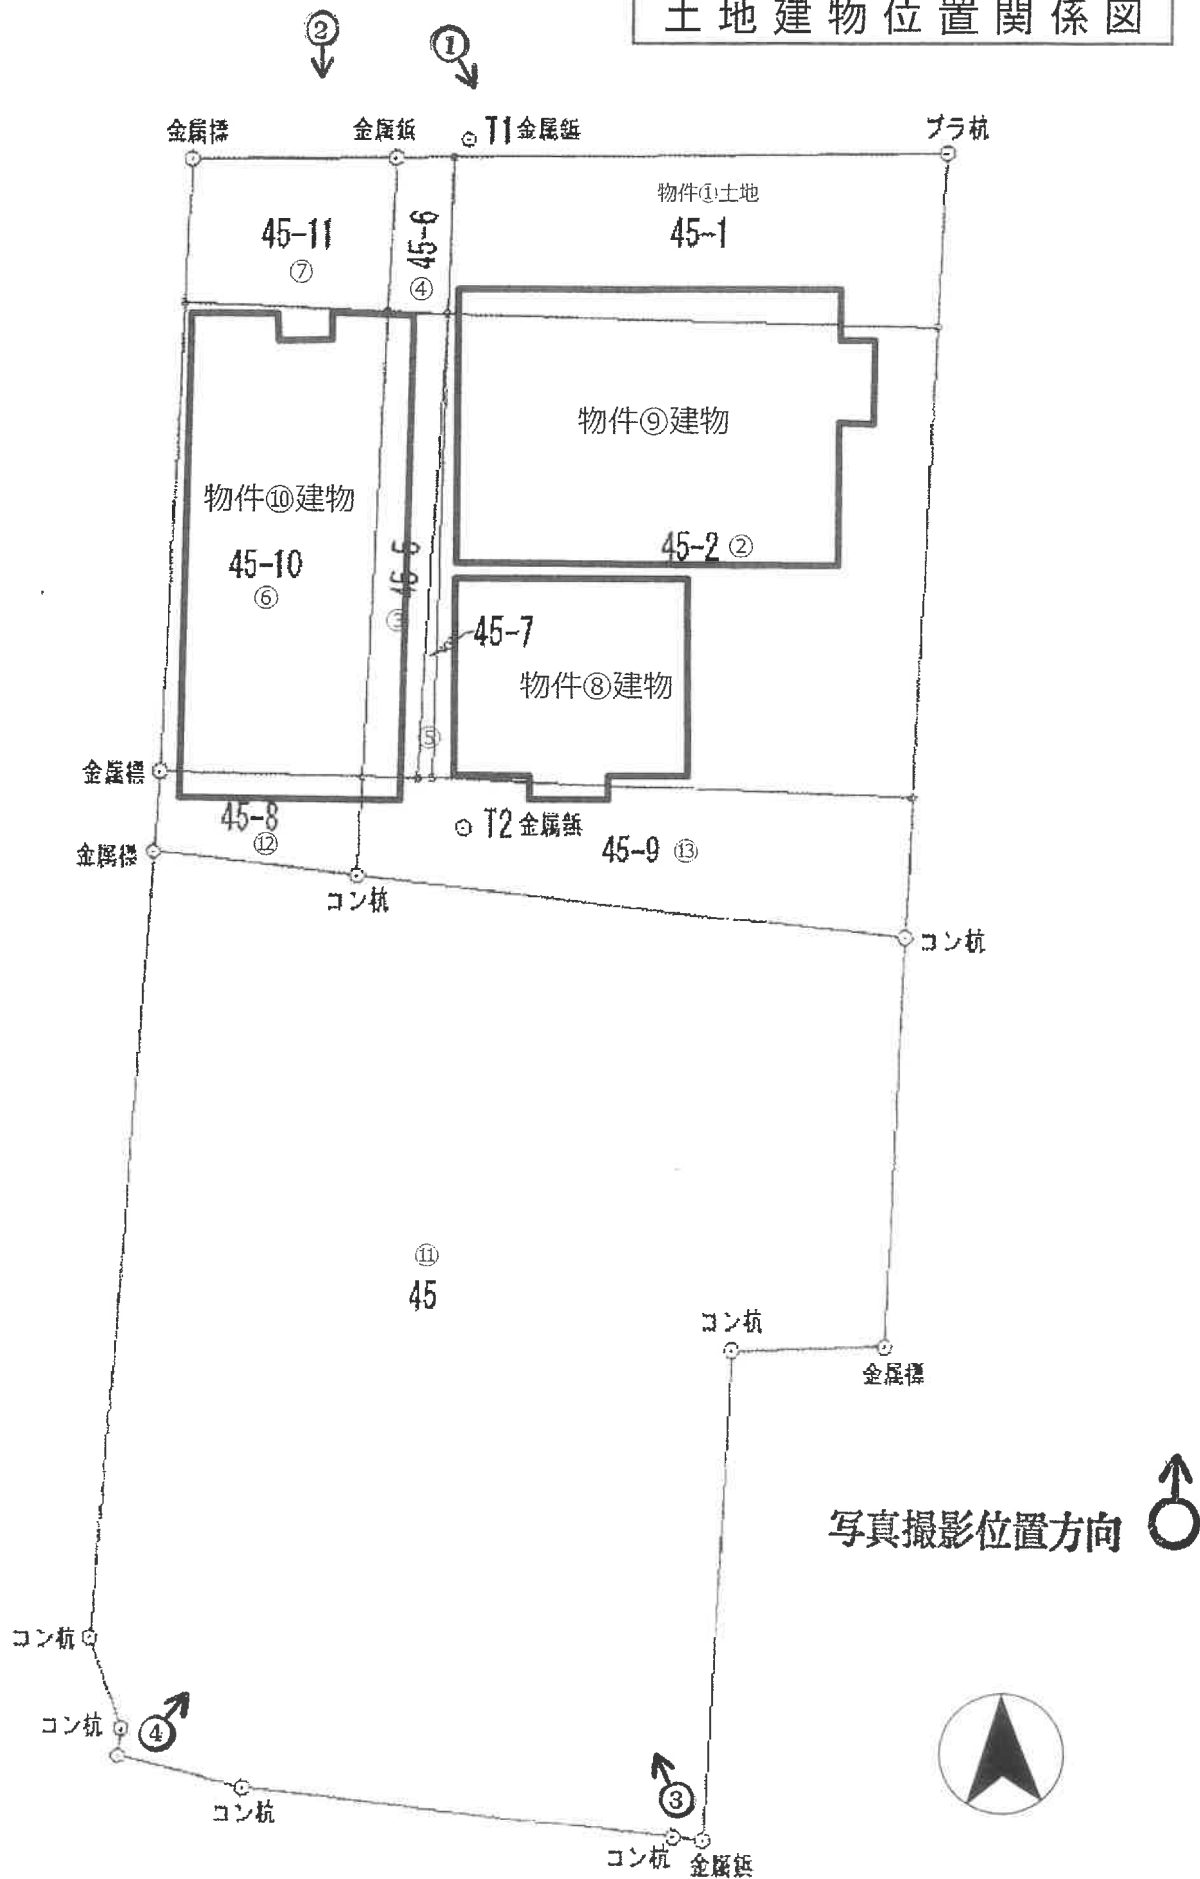 土地建物位置関係図
②
①
金属標
金属鋲
T1 金属鋲
プラ杭
物件①土地
45-1
45-11
⑦
45-6
④
物件⑨建物
物件⑩建物
45-10
⑥
45-2 ②
③
45-7
物件⑧建物
⑤
金属標
45-8
⑫
T2 金属鋲
45-9 ⑬
金属標
コン杭
コン杭
⑪
45
コン杭
金属標
写真撮影位置方向
コン杭
コン杭
④
コン杭
③
コン杭
金属鋲